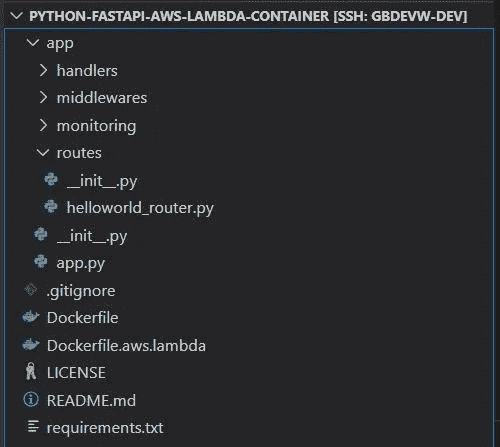 PYTHON-FASTAPI-AWS-LAMBDA-CONTAINER [SSH: GBDEVW-DEV]
app
handlers
middlewares
monitoring
routes
__init__.py
helloworld_router.py
__init__.py
app.py
.gitignore
Dockerfile
Dockerfile.aws.lambda
LICENSE
README.md
requirements.txt